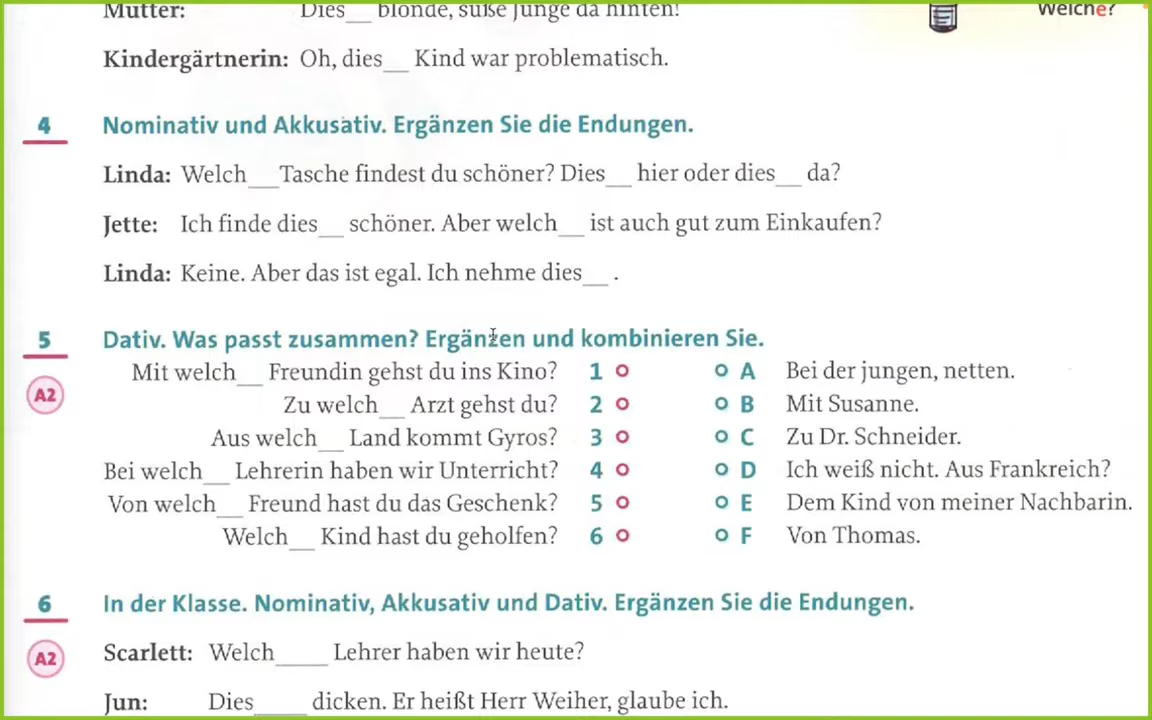 Mutter: Dies__ blonde, süße Junge da hinten!
Welche?
Kindergärtnerin: Oh, dies__ Kind war problematisch.
4 Nominativ und Akkusativ. Ergänzen Sie die Endungen.
Linda: Welch__ Tasche findest du schöner? Dies__ hier oder dies__ da?
Jette: Ich finde dies__ schöner. Aber welch__ ist auch gut zum Einkaufen?
Linda: Keine. Aber das ist egal. Ich nehme dies__ .
5 Dativ. Was passt zusammen? Ergänzen und kombinieren Sie.
A2
Mit welch__ Freundin gehst du ins Kino? 1 A Bei der jungen, netten.
Zu welch__ Arzt gehst du? 2 B Mit Susanne.
Aus welch__ Land kommt Gyros? 3 C Zu Dr. Schneider.
Bei welch__ Lehrerin haben wir Unterricht? 4 D Ich weiß nicht. Aus Frankreich?
Von welch__ Freund hast du das Geschenk? 5 E Dem Kind von meiner Nachbarin.
Welch__ Kind hast du geholfen? 6 F Von Thomas.
6 In der Klasse. Nominativ, Akkusativ und Dativ. Ergänzen Sie die Endungen.
A2
Scarlett: Welch____ Lehrer haben wir heute?
Jun: Dies____ dicken. Er heißt Herr Weiher, glaube ich.